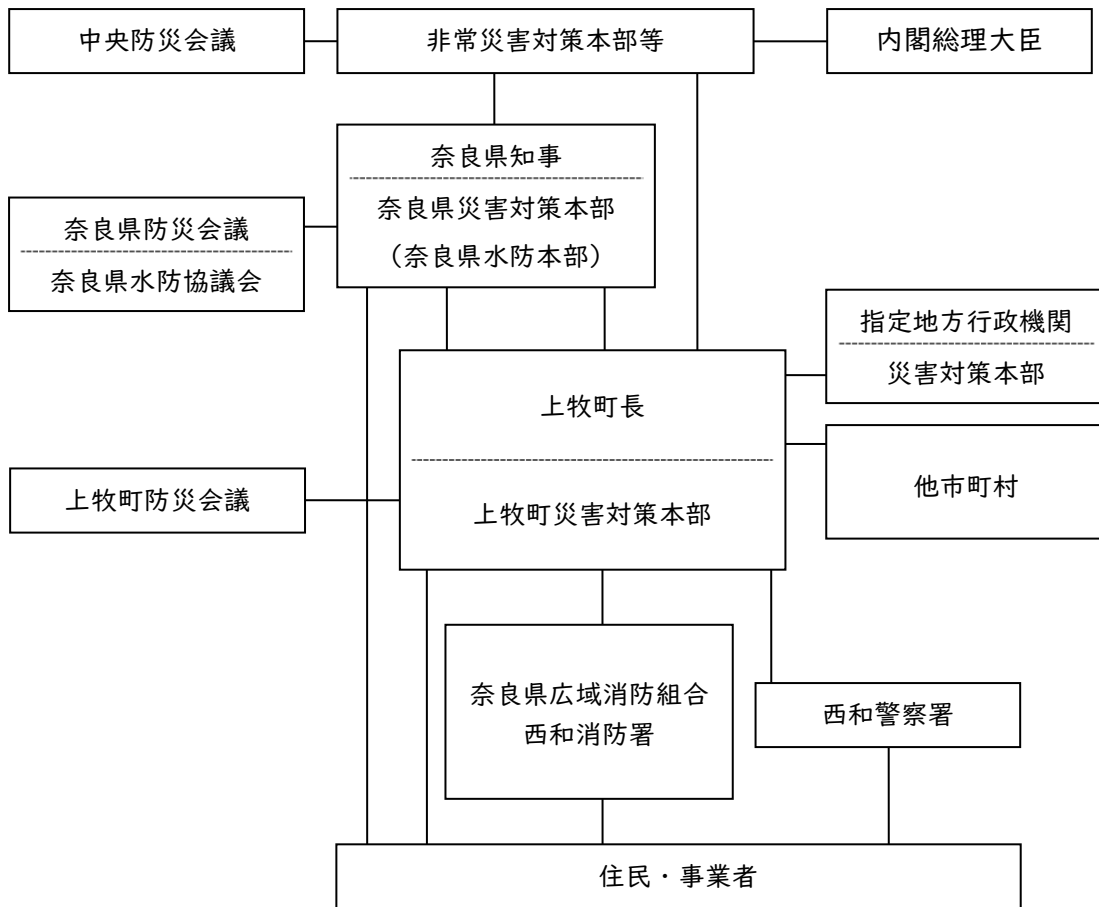 中央防災会議
非常災害対策本部等
内閣総理大臣
奈良県知事
奈良県災害対策本部
(奈良県水防本部)
奈良県防災会議
奈良県水防協議会
指定地方行政機関
災害対策本部
上牧町長
上牧町災害対策本部
他市町村
上牧町防災会議
奈良県広域消防組合
西和消防署
西和警察署
住民・事業者